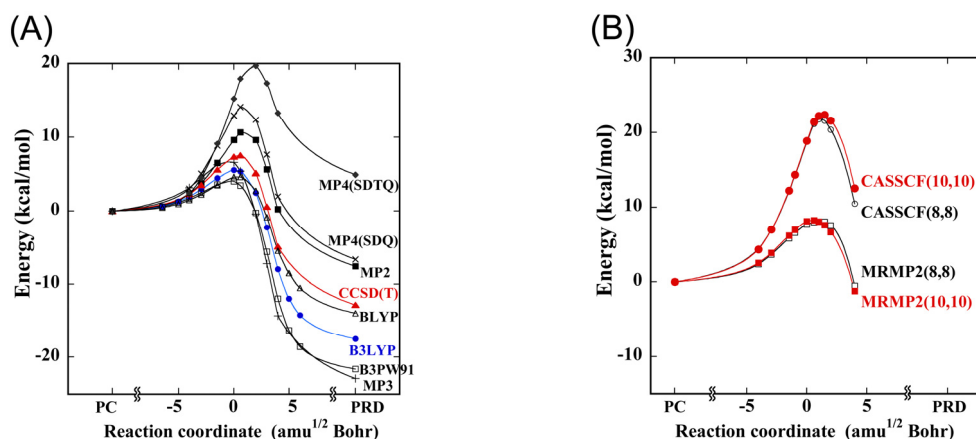 (A)
Energy (kcal/mol)
20
10
0
-10
-20
MP4(SDTQ)
MP4(SDQ)
MP2
CCSD(T)
BLYP
B3LYP
B3PW91
MP3
PC
-5
0
5
PRD
Reaction coordinate (amu1/2 Bohr)
(B)
Energy (kcal/mol)
30
20
10
0
-10
CASSCF(10,10)
CASSCF(8,8)
MRMP2(8,8)
MRMP2(10,10)
PC
-5
0
5
PRD
Reaction coordinate (amu1/2 Bohr)